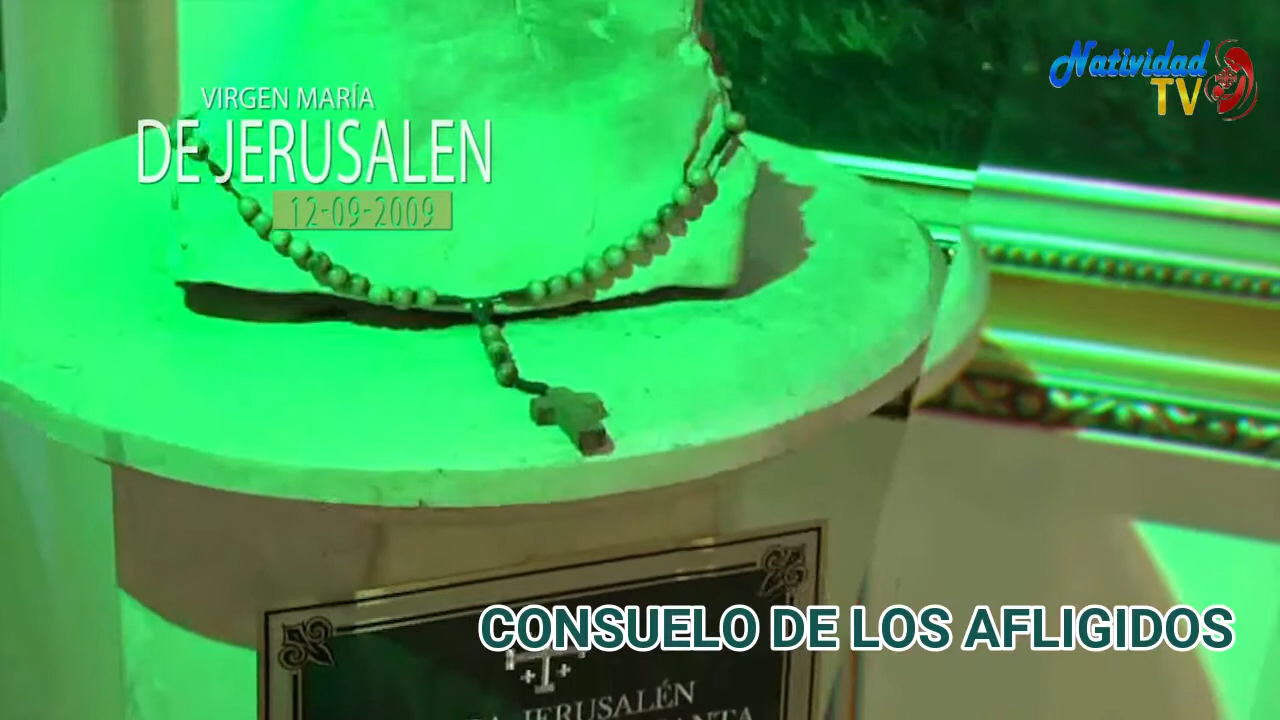 VIRGEN MARÍA
DE JERUSALEN
12-09-2009
Natividad
TV
CONSUELO DE LOS AFLIGIDOS
JERUSALÉN